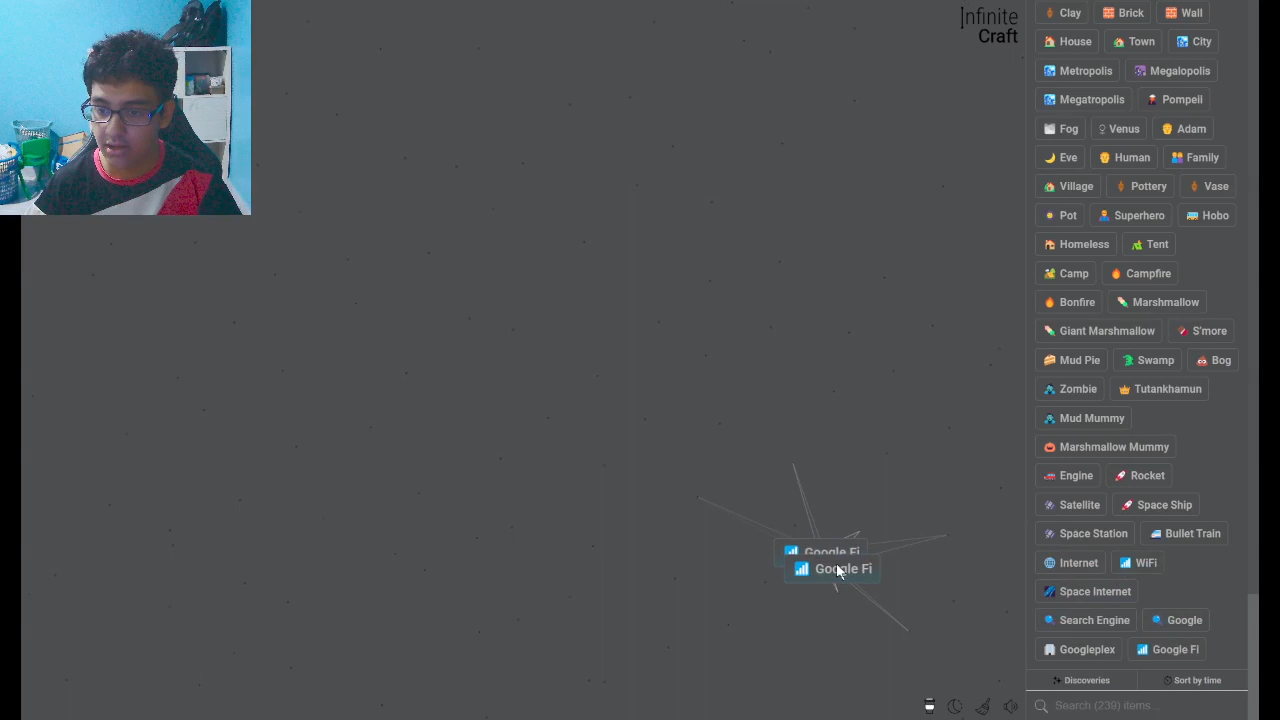 Infinite
Craft
Clay Brick Wall
House Town City
Metropolis Megalopolis
Megatropolis Pompeii
Fog Venus Adam
Eve Human Family
Village Pottery Vase
Pot Superhero Hobo
Homeless Tent
Camp Campfire
Bonfire Marshmallow
Giant Marshmallow S'more
Mud Pie Swamp Bog
Zombie Tutankhamun
Mud Mummy
Marshmallow Mummy
Engine Rocket
Satellite Space Ship
Space Station Bullet Train
Google Fi
Google Fi
Internet WiFi
Space Internet
Search Engine Google
Googleplex Google Fi
Discoveries Sort by time
Search (239) items...